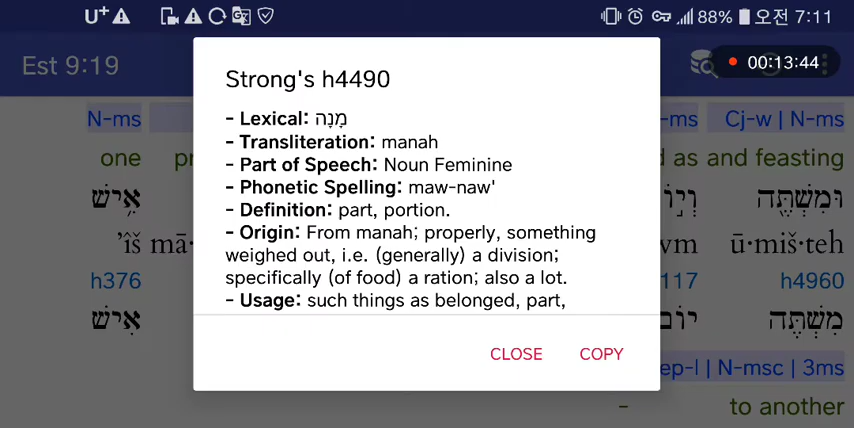 U+ 88% 오전 7:11
Est 9:19
00:13:44
Strong's h4490
- Lexical: מָנָה
- Transliteration: manah
- Part of Speech: Noun Feminine
- Phonetic Spelling: maw-naw'
- Definition: part, portion.
- Origin: From manah; properly, something
weighed out, i.e. (generally) a division;
specifically (of food) a ration; also a lot.
- Usage: such things as belonged, part,
CLOSE COPY
N-ms -ms Cj-w | N-ms
one as and feasting
אִ֥ישׁ וּמִשְׁתֶּ֖ה
’îš mā· ū·miš·teh
h376 117 h4960
אִישׁ מִשְׁתֶּה
ep-l | N-msc | 3ms
- to another